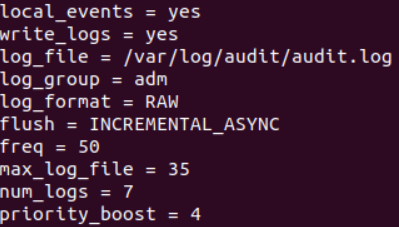 local_events = yes
write_logs = yes
log_file = /var/log/audit/audit.log
log_group = adm
log_format = RAW
flush = INCREMENTAL_ASYNC
freq = 50
max_log_file = 35
num_logs = 7
priority_boost = 4